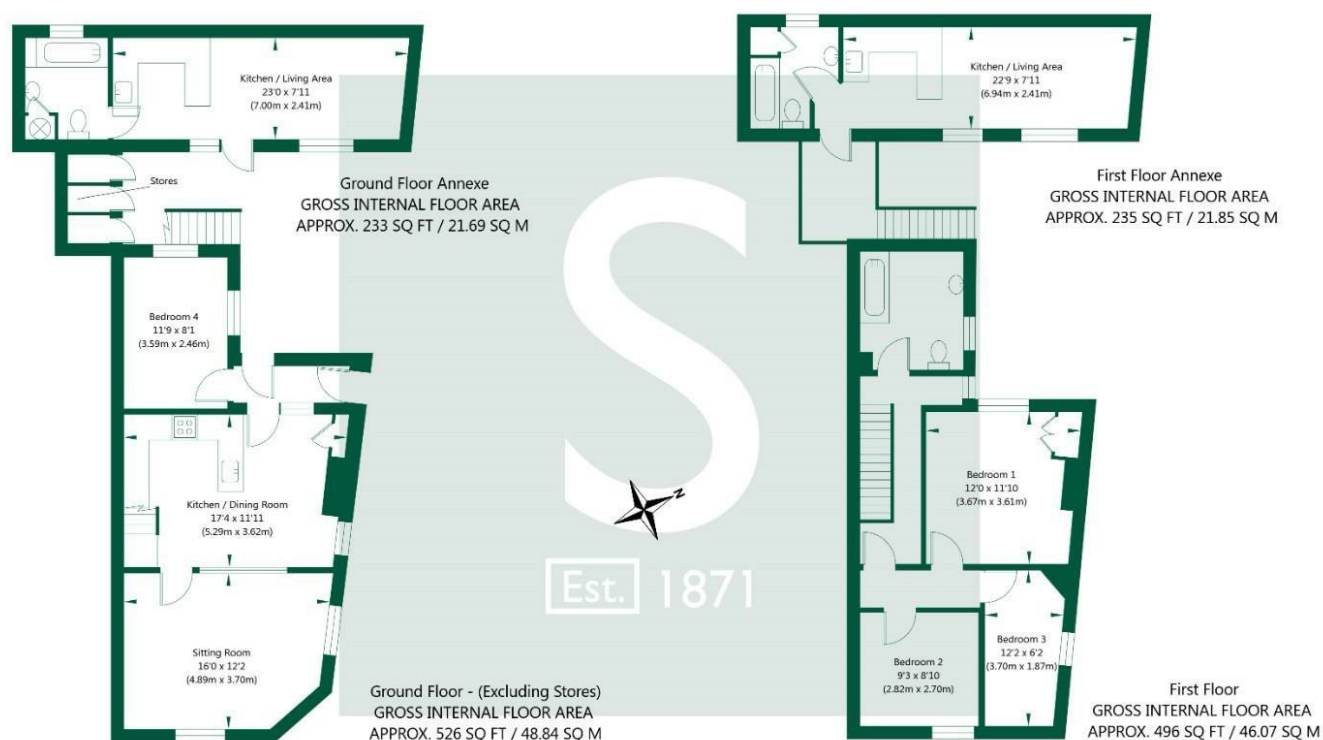 Kitchen / Living Area
23'0 x 7'11
(7.00m x 2.41m)
Stores
Ground Floor Annexe
GROSS INTERNAL FLOOR AREA
APPROX. 233 SQ FT / 21.69 SQ M
Bedroom 4
11'9 x 8'1
(3.59m x 2.46m)
Kitchen / Dining Room
17'4 x 11'11
(5.29m x 3.62m)
Sitting Room
16'0 x 12'2
(4.89m x 3.70m)
Ground Floor - (Excluding Stores)
GROSS INTERNAL FLOOR AREA
APPROX. 526 SQ FT / 48.84 SQ M
S
N
Est. 1871
Kitchen / Living Area
22'9 x 7'11
(6.94m x 2.41m)
First Floor Annexe
GROSS INTERNAL FLOOR AREA
APPROX. 235 SQ FT / 21.85 SQ M
Bedroom 1
12'0 x 11'10
(3.67m x 3.61m)
Bedroom 3
12'2 x 6'2
(3.70m x 1.87m)
Bedroom 2
9'3 x 8'10
(2.82m x 2.70m)
First Floor
GROSS INTERNAL FLOOR AREA
APPROX. 496 SQ FT / 46.07 SQ M